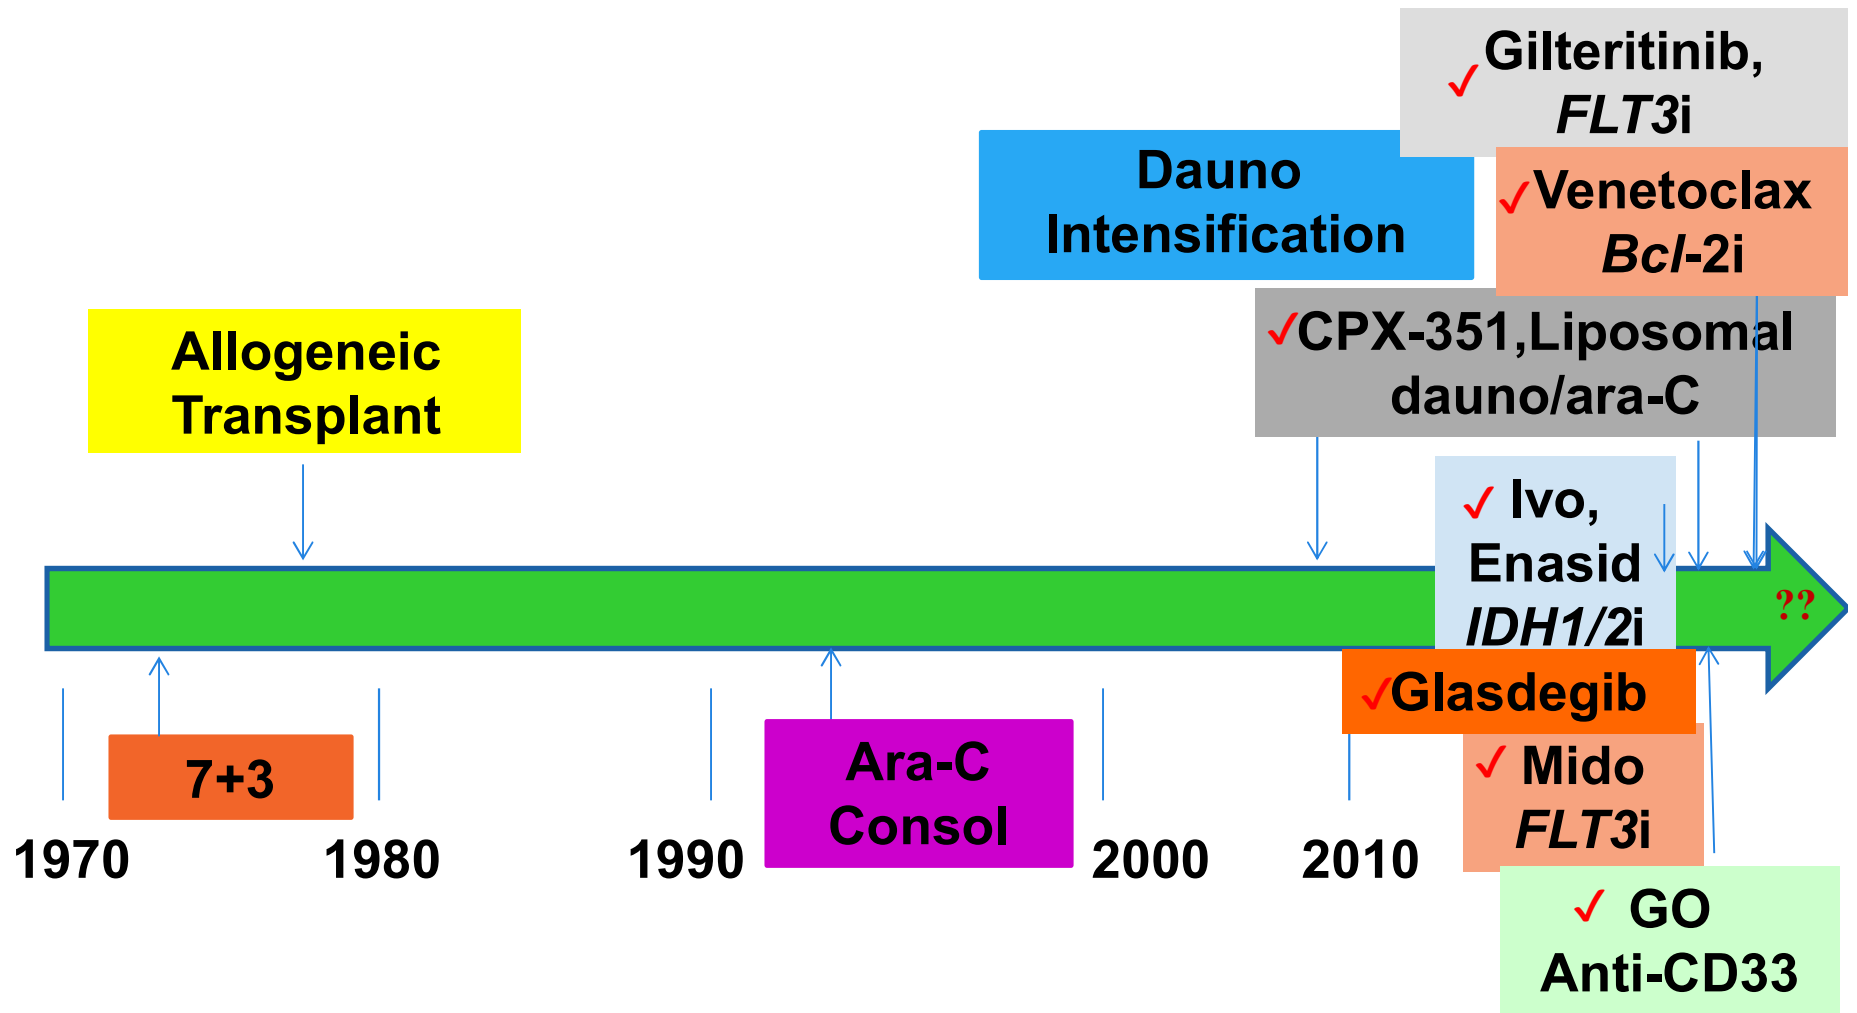 Gilteritinib,
FLT3i
Dauno
Intensification
Venetoclax
Bcl-2i
CPX-351,Liposomal
dauno/ara-C
Allogeneic
Transplant
Ivo,
Enasid
IDH1/2i
??
Glasdegib
7+3
Ara-C
Consol
Mido
FLT3i
1970
1980
1990
2000
2010
GO
Anti-CD33